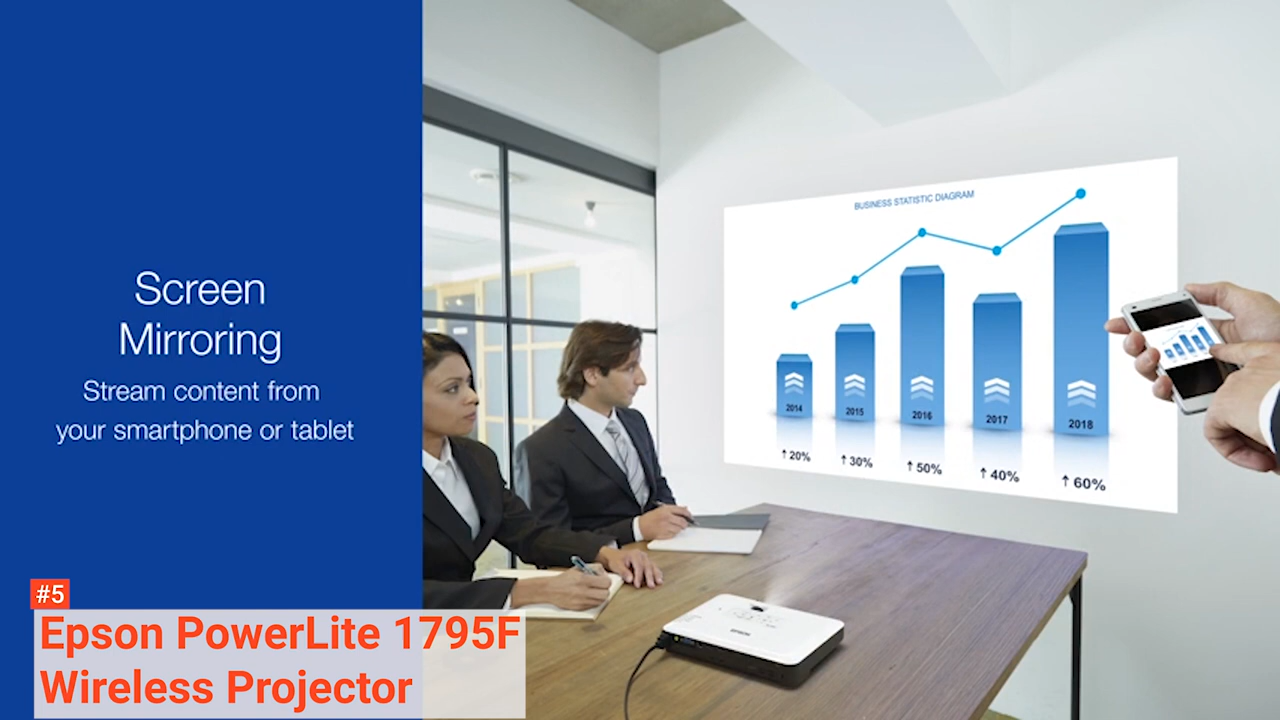 Screen
Mirroring
Stream content from
your smartphone or tablet
BUSINESS STATISTIC DIAGRAM
2014
2015
2016
2017
2018
↑20%
↑30%
↑50%
↑40%
↑60%
EPSON
#5
Epson PowerLite 1795F
Wireless Projector